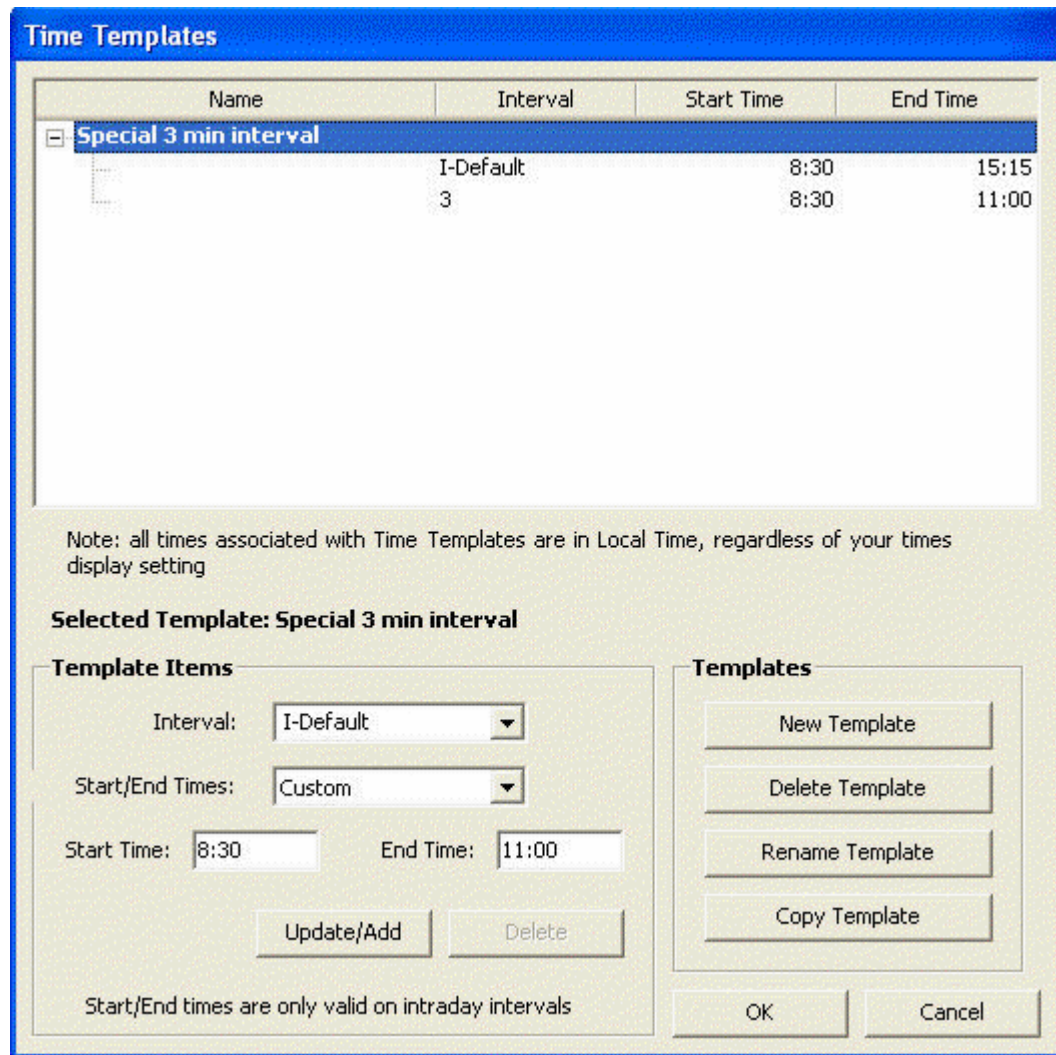 Time Templates
Name Interval Start Time End Time
Special 3 min interval
I-Default 8:30 15:15
3 8:30 11:00
Note: all times associated with Time Templates are in Local Time, regardless of your times
display setting
Selected Template: Special 3 min interval
Template Items
Interval: I-Default
Start/End Times: Custom
Start Time: 8:30 End Time: 11:00
Update/Add Delete
Start/End times are only valid on intraday intervals
Templates
New Template
Delete Template
Rename Template
Copy Template
OK Cancel